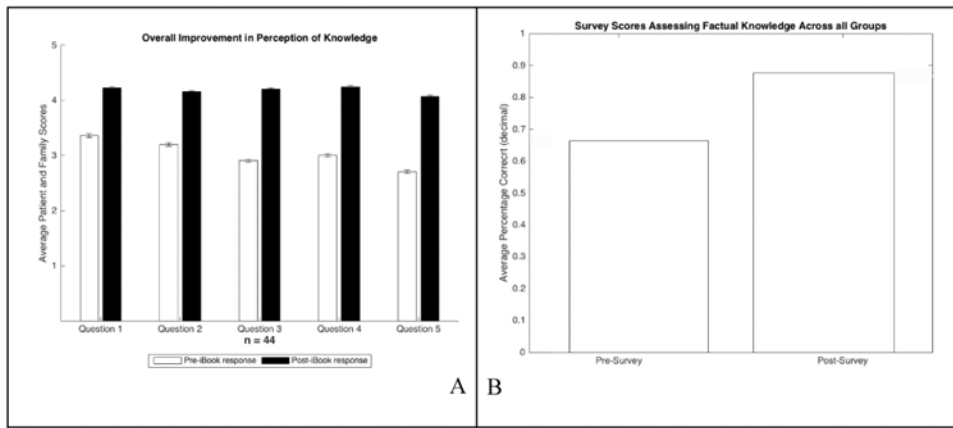 Overall Improvement in Perception of Knowledge
5
4
3
2
1
Average Patient and Family Scores
Question 1 Question 2 Question 3 Question 4 Question 5
n = 44
Pre-iBook response Post-iBook response
A
Survey Scores Assessing Factual Knowledge Across all Groups
1
0.9
0.8
0.7
0.6
0.5
0.4
0.3
0.2
0.1
0
Average Percentage Correcrt (decimal)
Pre-Survey Post-Survey
B